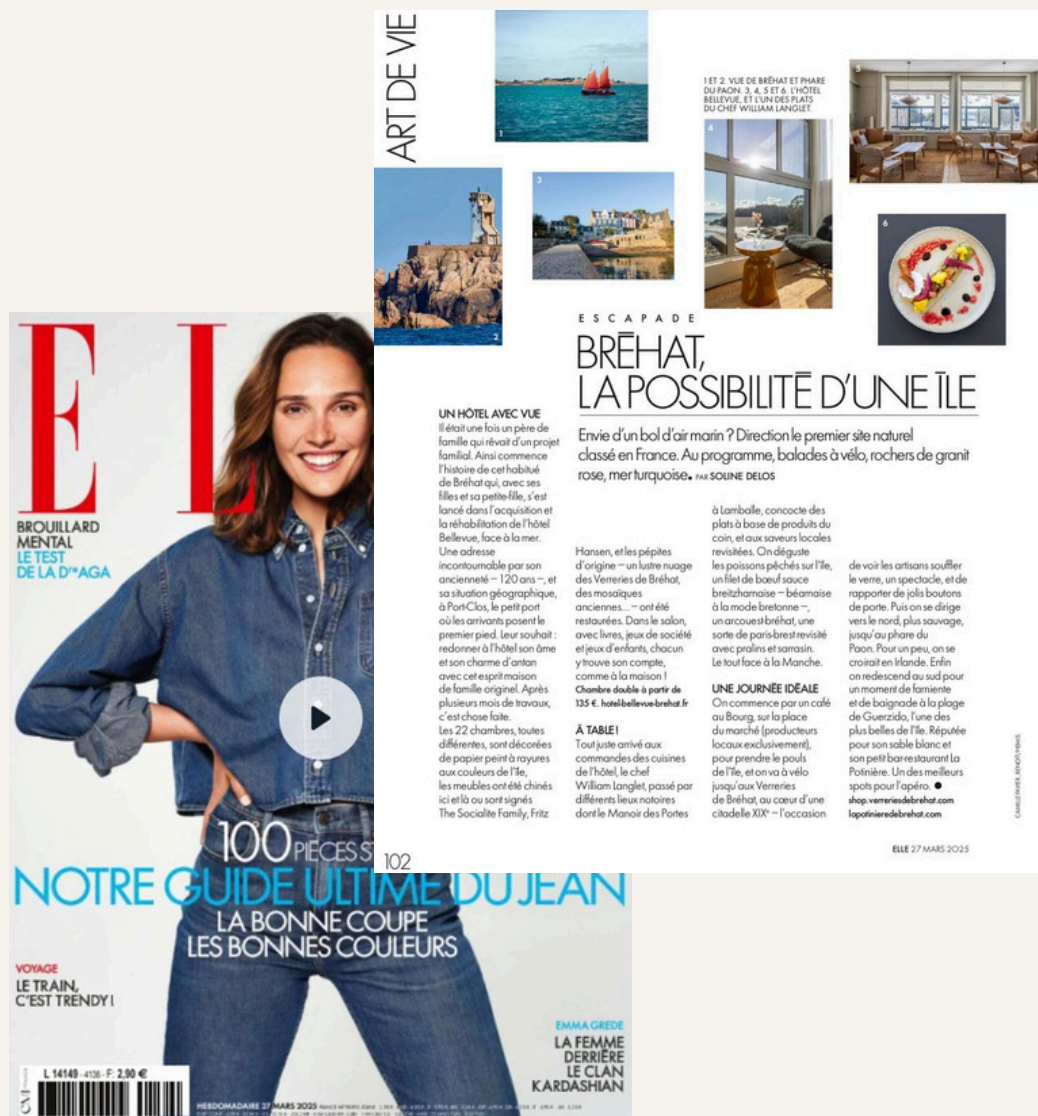 ART DE VIE
1 ET 2. VUE DE BRÉHAT ET PHARE
DU PAON. 3, 4, 5 ET 6. L'HÔTEL
BELLEVUE, ET L'UN DES PLATS
DU CHEF WILLIAM LANGLET.
1
2
3
4
5
6
ESCAPADE
BRÉHAT,
LA POSSIBILITÉ D'UNE ÎLE
Envie d'un bol d'air marin ? Direction le premier site naturel
classé en France. Au programme, balades à vélo, rochers de granit
rose, mer turquoise. PAR SOLINE DELOS
UN HÔTEL AVEC VUE
Il était une fois un père de
famille qui rêvait d'un projet
familial. Ainsi commence
l'histoire de cet habitué
de Bréhat qui, avec ses
filles et sa petite-fille, s'est
lancé dans l'acquisition et
la réhabilitation de l'hôtel
Bellevue, face à la mer.
Une adresse
incontournable par son
ancienneté – 120 ans –, et
sa situation géographique,
à Port-Clos, le petit port
où les arrivants posent le
premier pied. Leur souhait :
redonner à l'hôtel son âme
et son charme d'antan
avec cet esprit maison
de famille originel. Après
plusieurs mois de travaux,
c'est chose faite.
Les 22 chambres, toutes
différentes, sont décorées
de papier peint à rayures
aux couleurs de l'île,
les meubles ont été chinés
ici et là ou sont signés
The Socialite Family, Fritz
Hansen, et les pépites
d'origine – un lustre nuage
des Verreries de Bréhat,
des mosaïques
anciennes... – ont été
restaurées. Dans le salon,
avec livres, jeux de société
et jeux d'enfants, chacun
y trouve son compte,
comme à la maison !
Chambre double à partir de
135 €. hotel-bellevue-brehat.fr
À TABLE !
Tout juste arrivé aux
commandes des cuisines
de l'hôtel, le chef
William Langlet, passé par
différents lieux notoires
dont le Manoir des Portes
à Lamballe, concocte des
plats à base de produits du
coin, et aux saveurs locales
revisitées. On déguste
les poissons pêchés sur l'île,
un filet de bœuf sauce
breitzharnaise – béarnaise
à la mode bretonne –,
un arcouest-bréhat, une
sorte de paris-brest revisité
avec pralins et sarrasin.
Le tout face à la Manche.
UNE JOURNÉE IDÉALE
On commence par un café
au Bourg, sur la place
du marché (producteurs
locaux exclusivement),
pour prendre le pouls
de l'île, et on va à vélo
jusqu'aux Verreries
de Bréhat, au cœur d'une
citadelle XIXᵉ – l'occasion
de voir les artisans souffler
le verre, un spectacle, et de
rapporter de jolis boutons
de porte. Puis on se dirige
vers le nord, plus sauvage,
jusqu'au phare du
Paon. Pour un peu, on se
croirait en Irlande. Enfin
on redescend au sud pour
un moment de farniente
et de baignade à la plage
de Guerzido, l'une des
plus belles de l'île. Réputée
pour son sable blanc et
son petit bar-restaurant La
Potinière. Un des meilleurs
spots pour l'apéro.
shop.verreriesdebrehat.com
lapotinieredebrehat.com
102
ELLE 27 MARS 2025
EL
BROUILLARD
MENTAL
LE TEST
DE LA Dʳᵉ AGA
100 PIÈCES
NOTRE GUIDE ULTIME DU JEAN
LA BONNE COUPE
LES BONNES COULEURS
VOYAGE
LE TRAIN,
C'EST TRENDY !
EMMA GREDE
LA FEMME
DERRIÈRE
LE CLAN
KARDASHIAN
L 14149 - 4136 - F: 2,90 €
HEBDOMADAIRE 27 MARS 2025